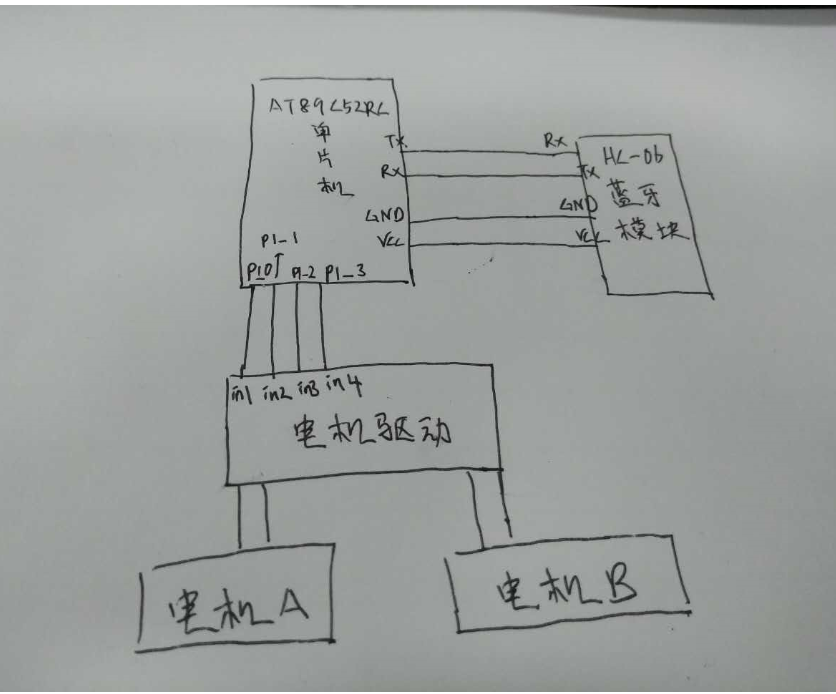 AT89C52RC
单
片
机
Tx
Rx
GND
VCC
P1_1
P1_0 P1_2 P1_3
Rx
Tx
GND
VCC
HC-06
蓝牙
模块
in1 in2 in3 in4
电机驱动
电机A
电机B